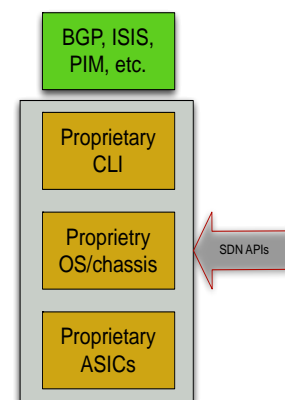 BGP, ISIS,
PIM, etc.
Proprietary
CLI
Proprietry
OS/chassis
SDN APIs
Proprietary
ASICs